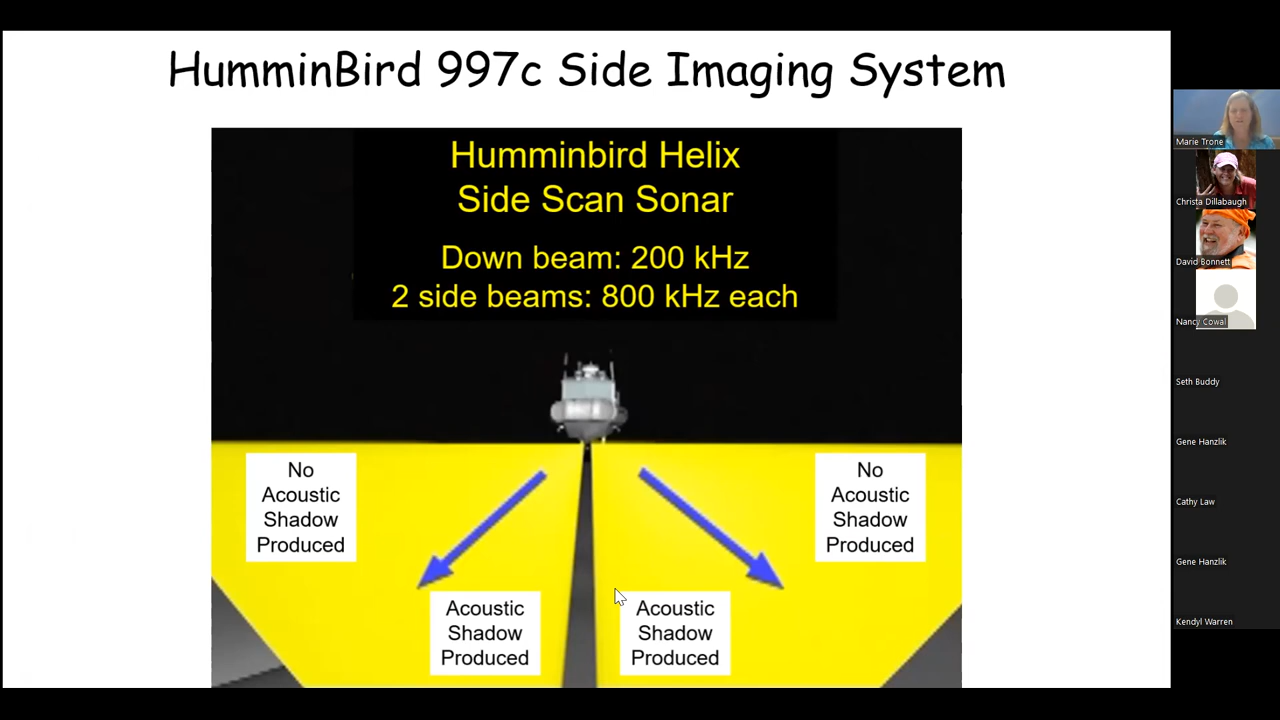 HumminBird 997c Side Imaging System
Humminbird Helix
Side Scan Sonar
Down beam: 200 kHz
2 side beams: 800 kHz each
No
Acoustic
Shadow
Produced
No
Acoustic
Shadow
Produced
Acoustic
Shadow
Produced
Acoustic
Shadow
Produced
Marie Trone
Christa Dillabaugh
David Bonnett
Nancy Cowal
Seth Buddy
Gene Hanzlik
Cathy Law
Gene Hanzlik
Kendyl Warren